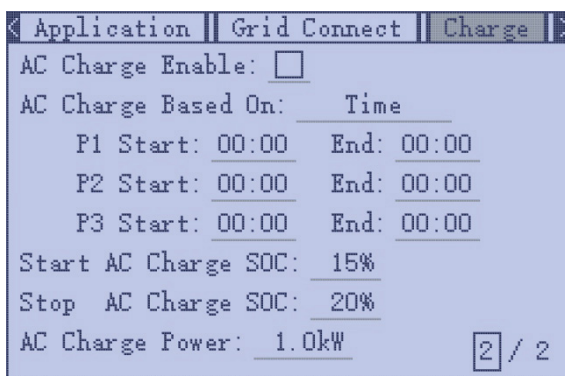 Application Grid Connect Charge
AC Charge Enable:
AC Charge Based On: Time
P1 Start: 00:00 End: 00:00
P2 Start: 00:00 End: 00:00
P3 Start: 00:00 End: 00:00
Start AC Charge SOC: 15%
Stop AC Charge SOC: 20%
AC Charge Power: 1.0kW
2 / 2